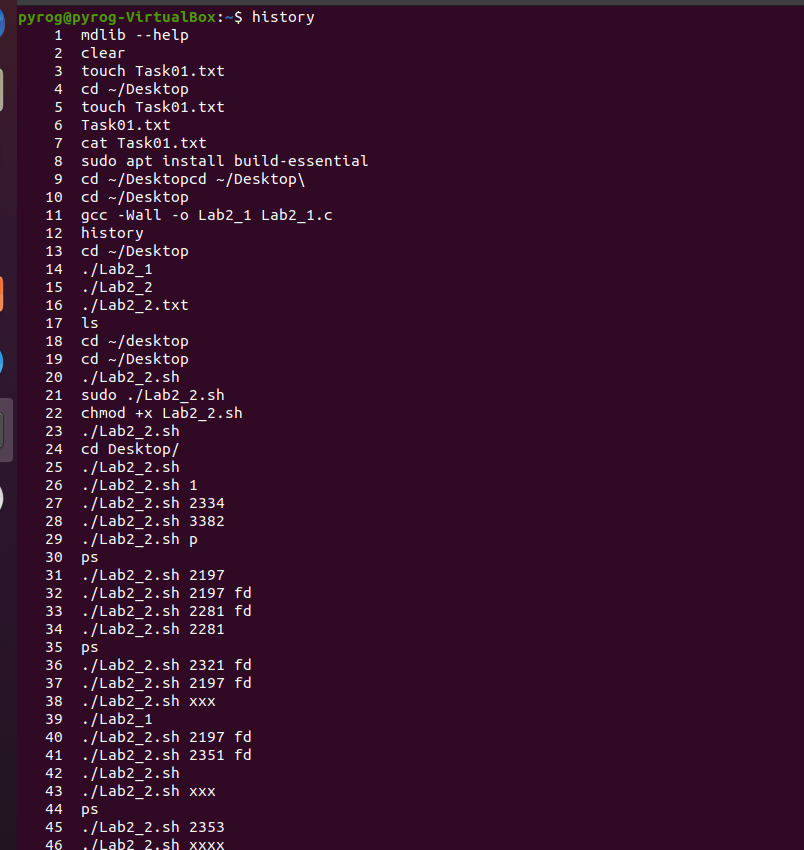 pyrog@pyrog-VirtualBox:~$ history
1 mdlib --help
2 clear
3 touch Task01.txt
4 cd ~/Desktop
5 touch Task01.txt
6 Task01.txt
7 cat Task01.txt
8 sudo apt install build-essential
9 cd ~/Desktopcd ~/Desktop\
10 cd ~/Desktop
11 gcc -Wall -o Lab2_1 Lab2_1.c
12 history
13 cd ~/Desktop
14 ./Lab2_1
15 ./Lab2_2
16 ./Lab2_2.txt
17 ls
18 cd ~/desktop
19 cd ~/Desktop
20 ./Lab2_2.sh
21 sudo ./Lab2_2.sh
22 chmod +x Lab2_2.sh
23 ./Lab2_2.sh
24 cd Desktop/
25 ./Lab2_2.sh
26 ./Lab2_2.sh 1
27 ./Lab2_2.sh 2334
28 ./Lab2_2.sh 3382
29 ./Lab2_2.sh p
30 ps
31 ./Lab2_2.sh 2197
32 ./Lab2_2.sh 2197 fd
33 ./Lab2_2.sh 2281 fd
34 ./Lab2_2.sh 2281
35 ps
36 ./Lab2_2.sh 2321 fd
37 ./Lab2_2.sh 2197 fd
38 ./Lab2_2.sh xxx
39 ./Lab2_1
40 ./Lab2_2.sh 2197 fd
41 ./Lab2_2.sh 2351 fd
42 ./Lab2_2.sh
43 ./Lab2_2.sh xxx
44 ps
45 ./Lab2_2.sh 2353
46 ./Lab2_2.sh xxxx